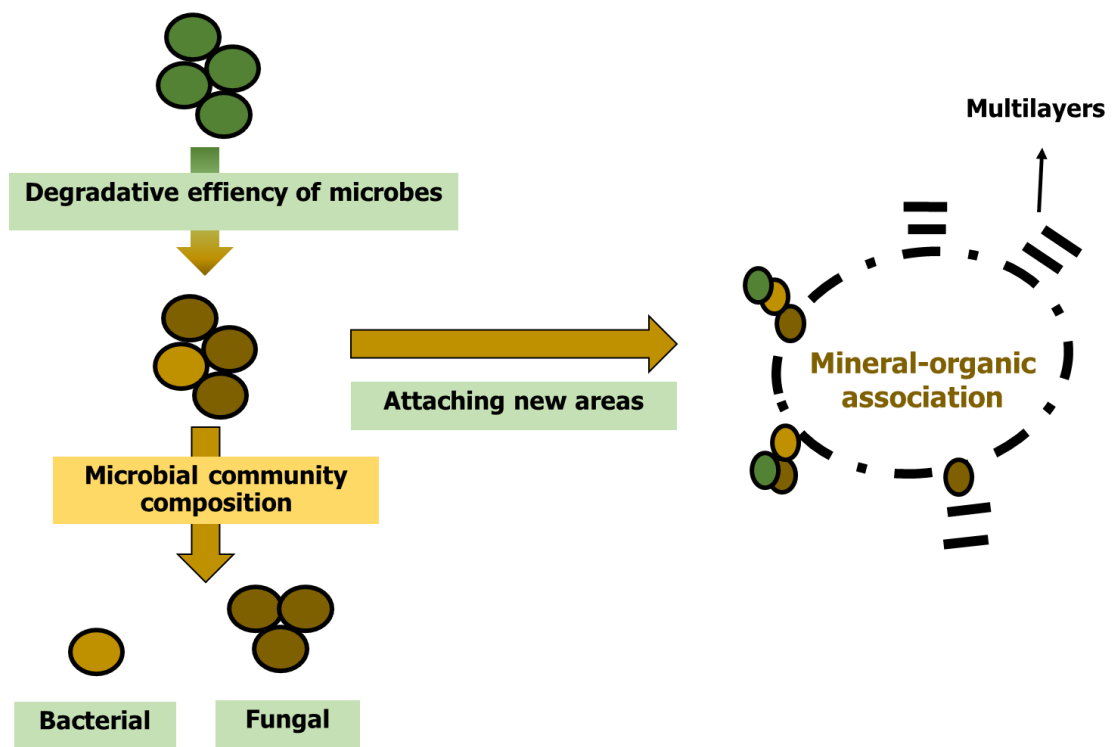 Multilayers
Degradative effiency of microbes
Mineral-organic
association
Attaching new areas
Microbial community
composition
Bacterial
Fungal